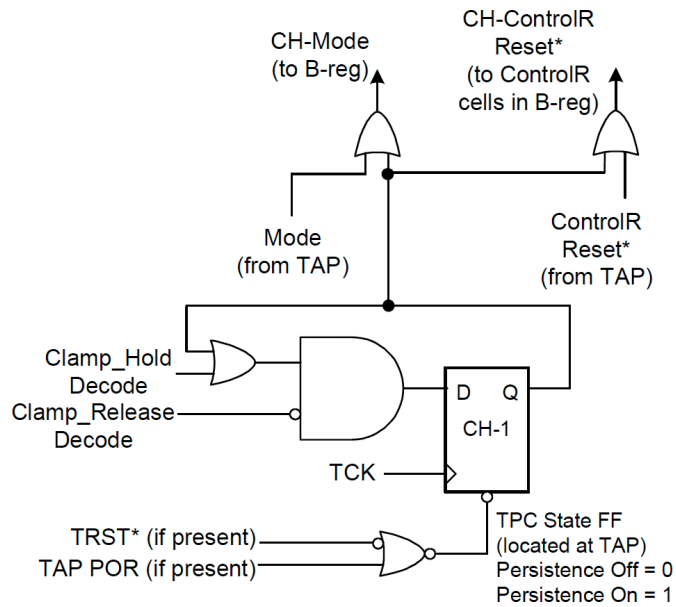 CH-Mode
(to B-reg)
CH-ControlR
Reset*
(to ControlR
cells in B-reg)
Mode
(from TAP)
ControlR
Reset*
(from TAP)
Clamp_Hold
Decode
Clamp_Release
Decode
D Q
CH-1
TCK
TRST* (if present)
TAP POR (if present)
TPC State FF
(located at TAP)
Persistence Off = 0
Persistence On = 1